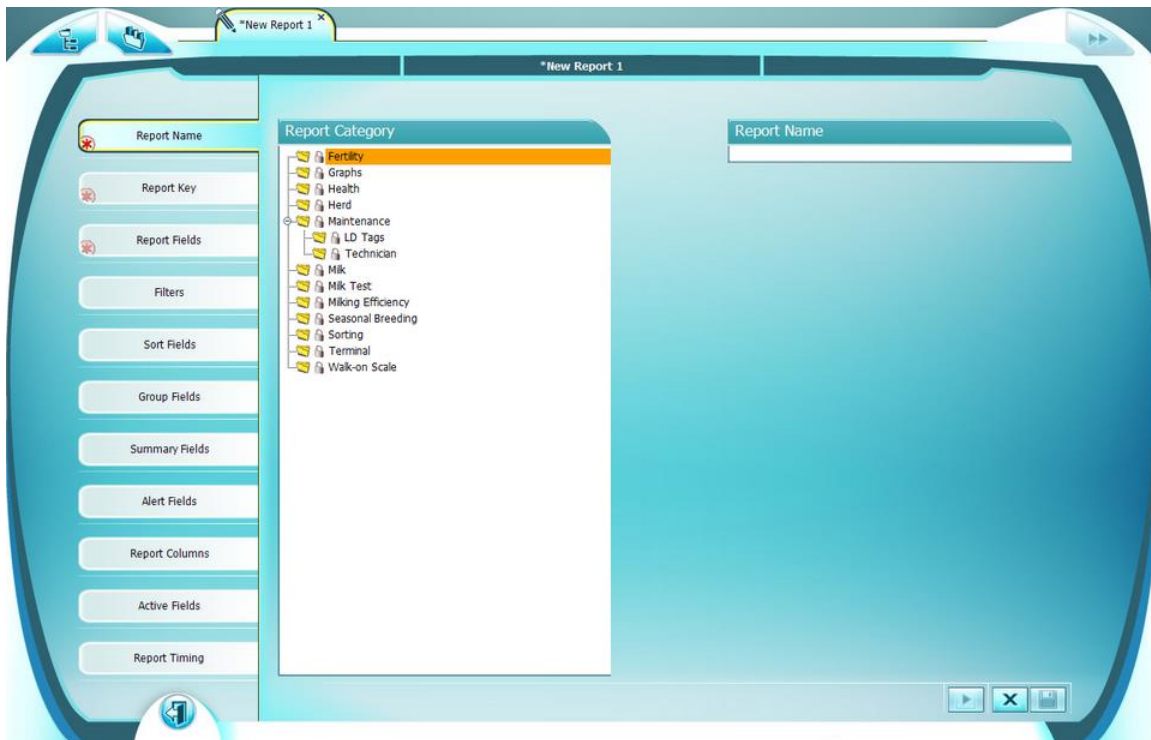 *New Report 1
*New Report 1
Report Name
Report Key
Report Fields
Filters
Sort Fields
Group Fields
Summary Fields
Alert Fields
Report Columns
Active Fields
Report Timing
Report Category
Fertility
Graphs
Health
Herd
Maintenance
LD Tags
Technician
Milk
Milk Test
Milking Efficiency
Seasonal Breeding
Sorting
Terminal
Walk-on Scale
Report Name